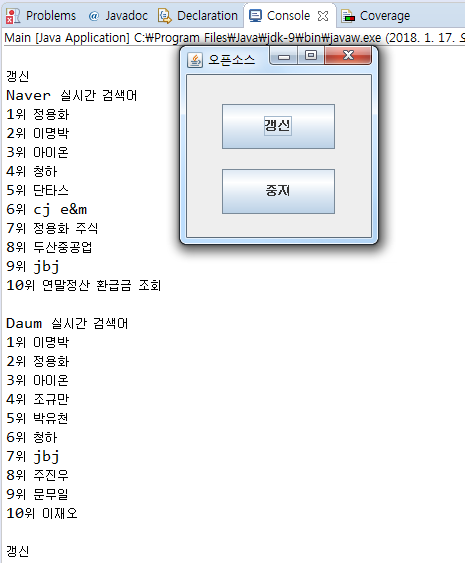 Problems @ Javadoc Declaration Console Coverage
Main [Java Application] C:₩Program Files₩Java₩jdk-9₩bin₩javaw.exe (2018. 1. 17.
갱신
Naver 실시간 검색어
1위 정용화
2위 이명박
3위 아이온
4위 청하
5위 단타스
6위 cj e&m
7위 정용화 주식
8위 두산중공업
9위 jbj
10위 연말정산 환급금 조회
Daum 실시간 검색어
1위 이명박
2위 정용화
3위 아이온
4위 조규만
5위 박유천
6위 청하
7위 jbj
8위 주진우
9위 문무일
10위 이재오
갱신
오픈소스
갱신
중지